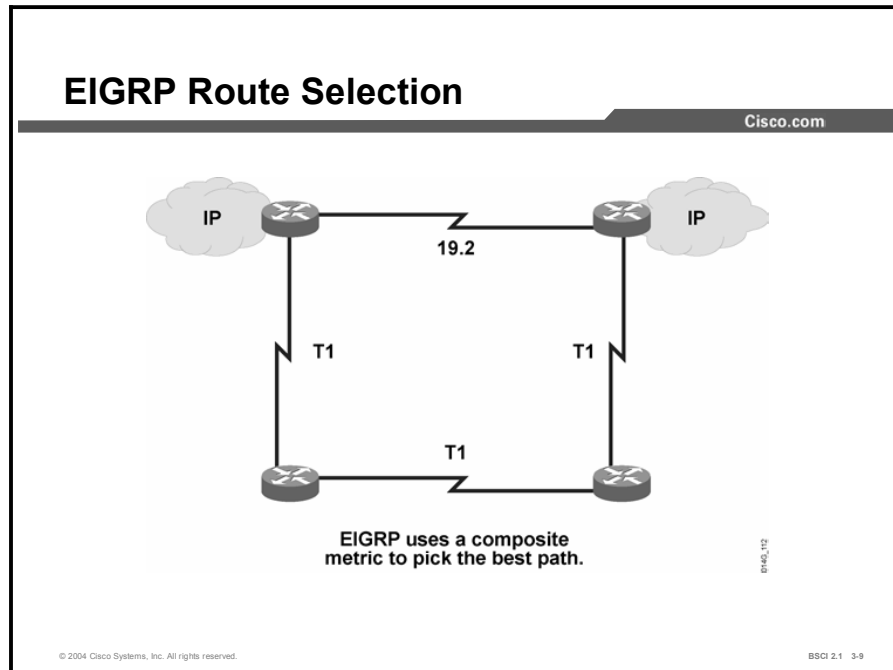 EIGRP Route Selection
Cisco.com
IP
IP
19.2
T1
T1
T1
EIGRP uses a composite
metric to pick the best path.
014G_112
© 2004 Cisco Systems, Inc. All rights reserved.
BSCI 2.1 3-9